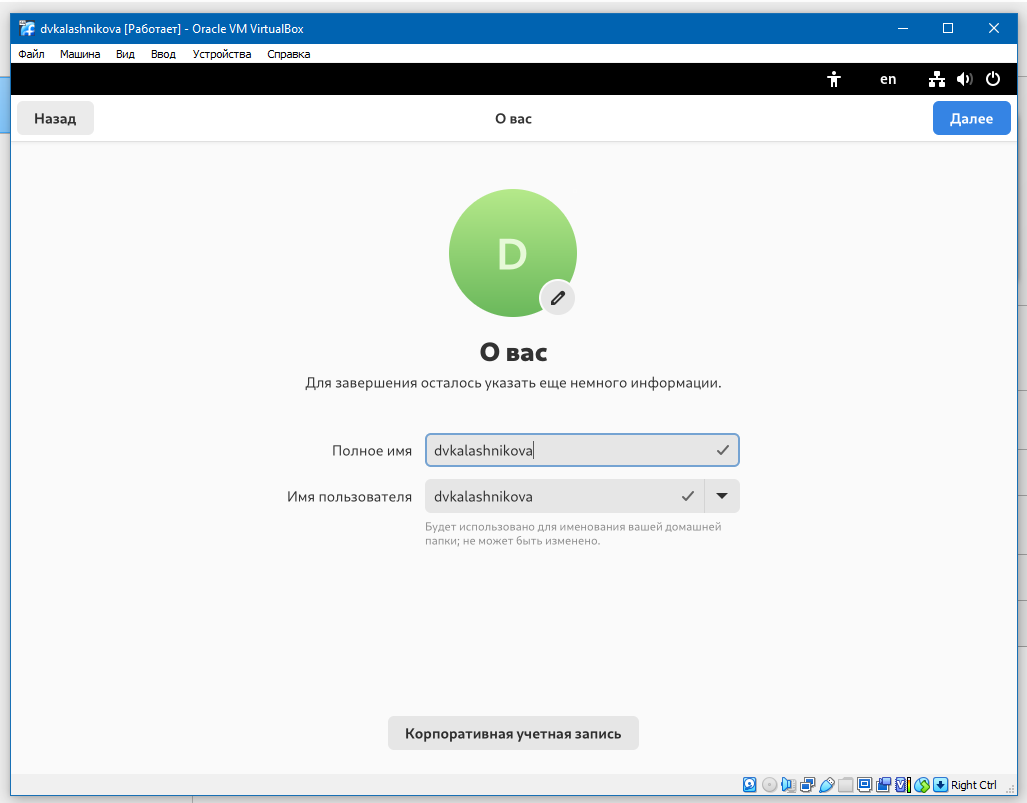 dvkalashnikova [Работает] - Oracle VM VirtualBox
Файл Машина Вид Ввод Устройства Справка
en
Назад О вас Далее
D
О вас
Для завершения осталось указать еще немного информации.
Полное имя dvkalashnikova
Имя пользователя dvkalashnikova
Будет использовано для именования вашей домашней
папки; не может быть изменено.
Корпоративная учетная запись
Right Ctrl